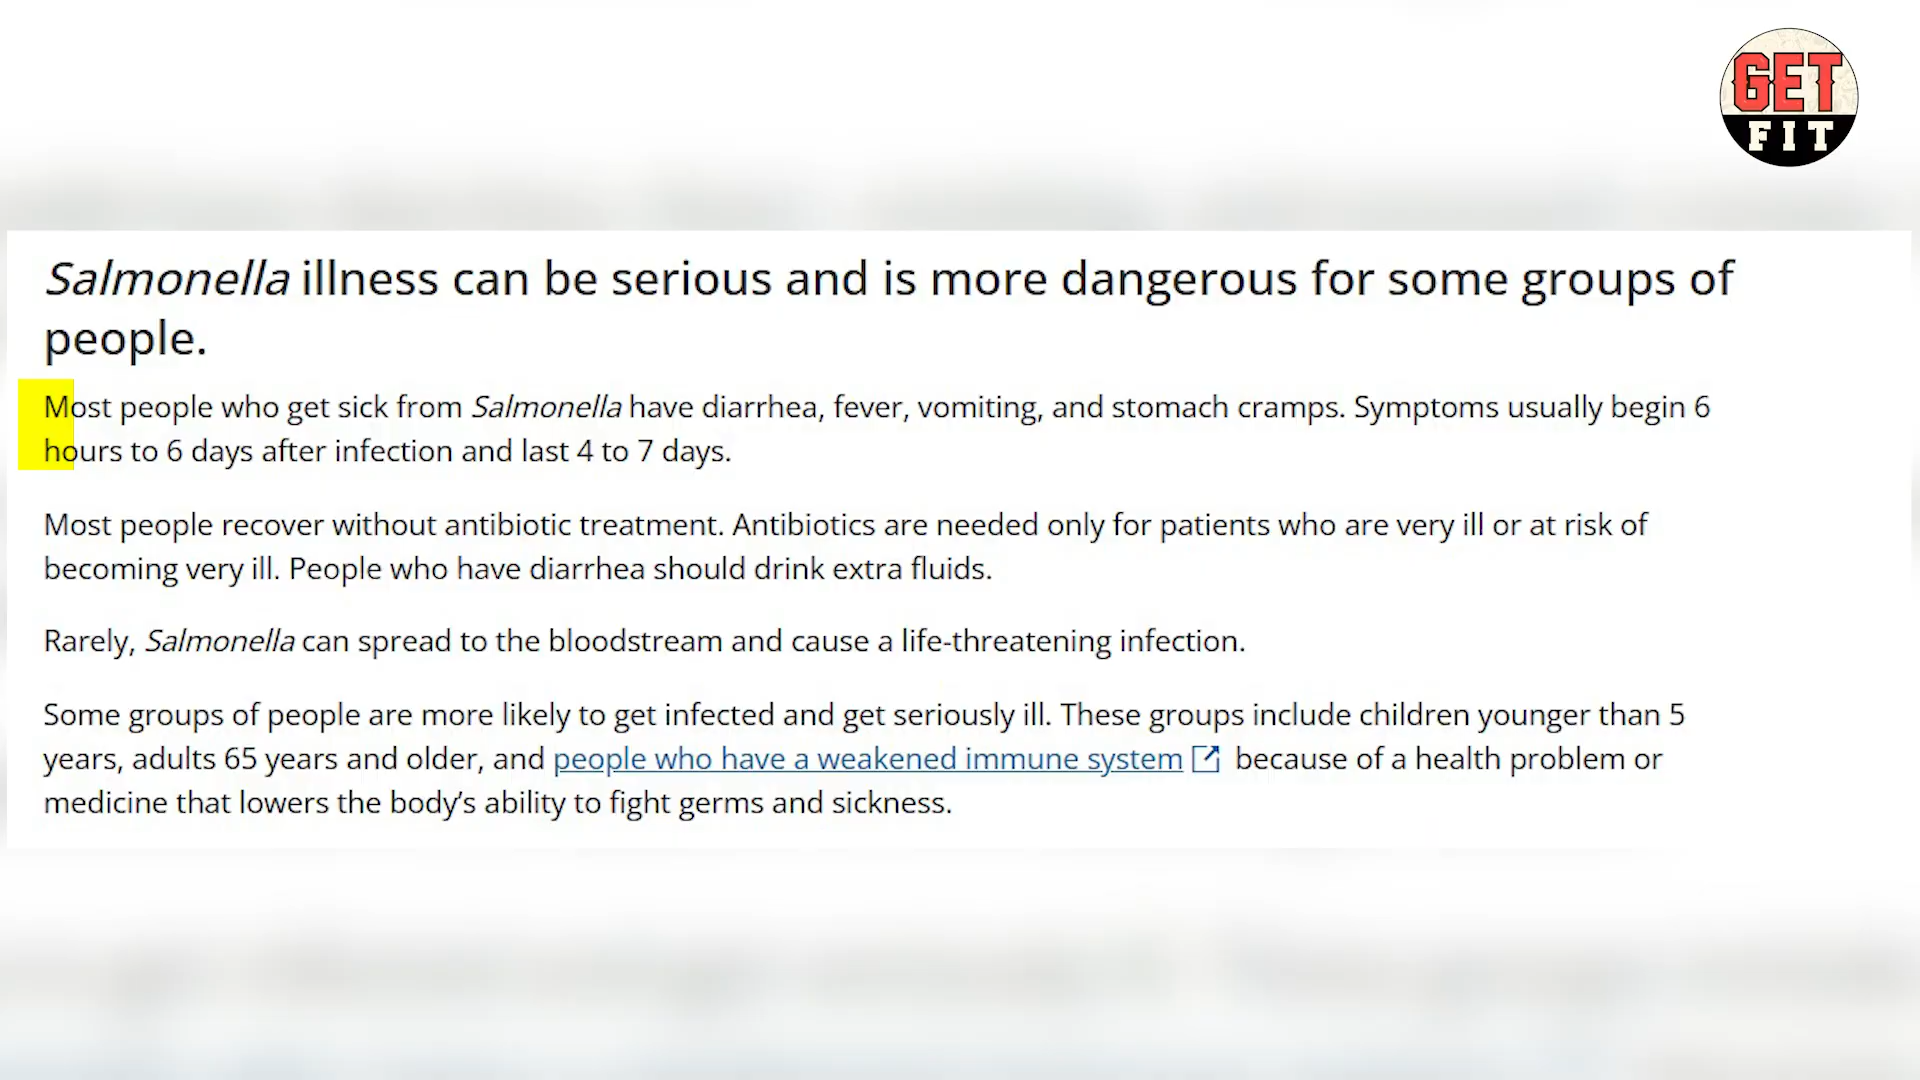 GET
FIT
Salmonella illness can be serious and is more dangerous for some groups of
people.
Most people who get sick from Salmonella have diarrhea, fever, vomiting, and stomach cramps. Symptoms usually begin 6
hours to 6 days after infection and last 4 to 7 days.
Most people recover without antibiotic treatment. Antibiotics are needed only for patients who are very ill or at risk of
becoming very ill. People who have diarrhea should drink extra fluids.
Rarely, Salmonella can spread to the bloodstream and cause a life-threatening infection.
Some groups of people are more likely to get infected and get seriously ill. These groups include children younger than 5
years, adults 65 years and older, and people who have a weakened immune system because of a health problem or
medicine that lowers the body’s ability to fight germs and sickness.